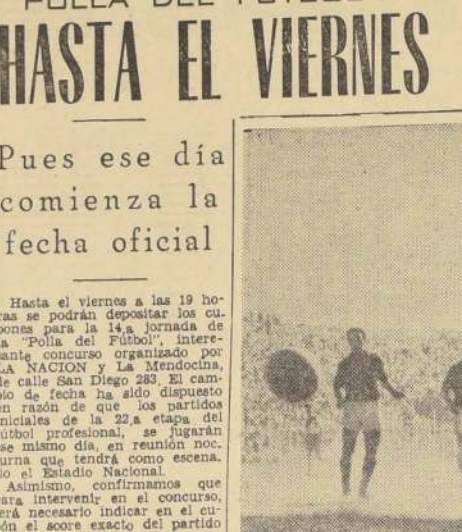 POLLA DEL FUTBOL
HASTA EL VIERNES
Pues ese día
comienza la
fecha oficial
Hasta el viernes a las 19 ho-
ras se podrán depositar los cu-
pones para la 14.a jornada de
la "Polla del Fútbol", intere-
sante concurso organizado por
LA NACION y La Mendocina,
de calle San Diego 283. El cam-
bio de fecha ha sido dispuesto
en razón de que los partidos
iniciales de la 22.a etapa del
fútbol profesional, se jugarán
ese mismo día, en reunión noc.
turna que tendrá como escena.
rio el Estadio Nacional.
Asimismo, confirmamos que
para intervenir en el concurso,
será necesario indicar en el cu-
pón el score exacto del partido